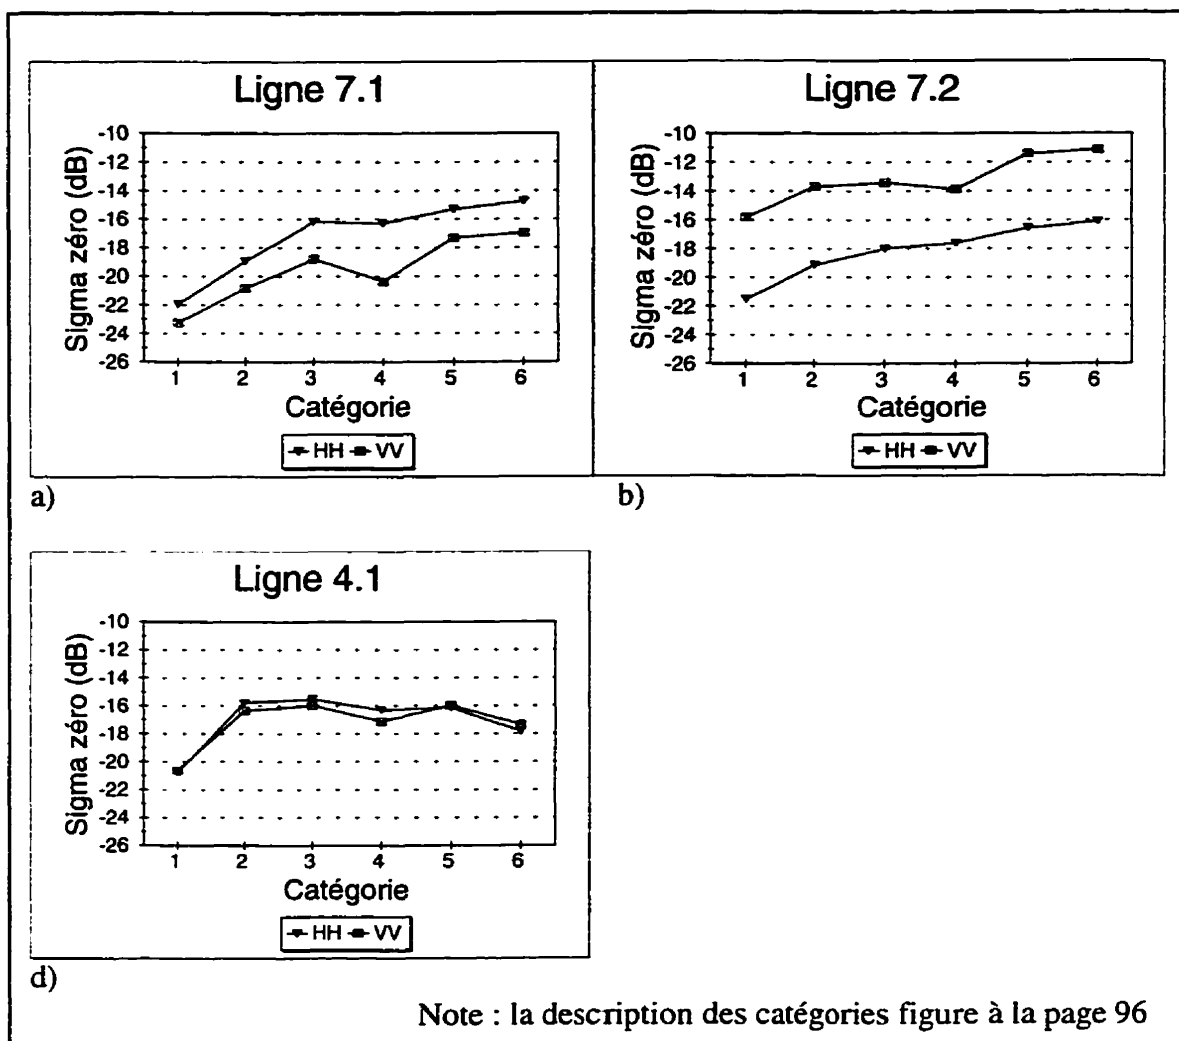 Ligne 7.1
Sigma zéro (dB)
-10
-12
-14
-16
-18
-20
-22
-24
-26
1 2 3 4 5 6
Catégorie
HH VV
a)
Ligne 7.2
Sigma zéro (dB)
-10
-12
-14
-16
-18
-20
-22
-24
-26
1 2 3 4 5 6
Catégorie
HH VV
b)
Ligne 4.1
Sigma zéro (dB)
-10
-12
-14
-16
-18
-20
-22
-24
-26
1 2 3 4 5 6
Catégorie
HH VV
d)
Note : la description des catégories figure à la page 96